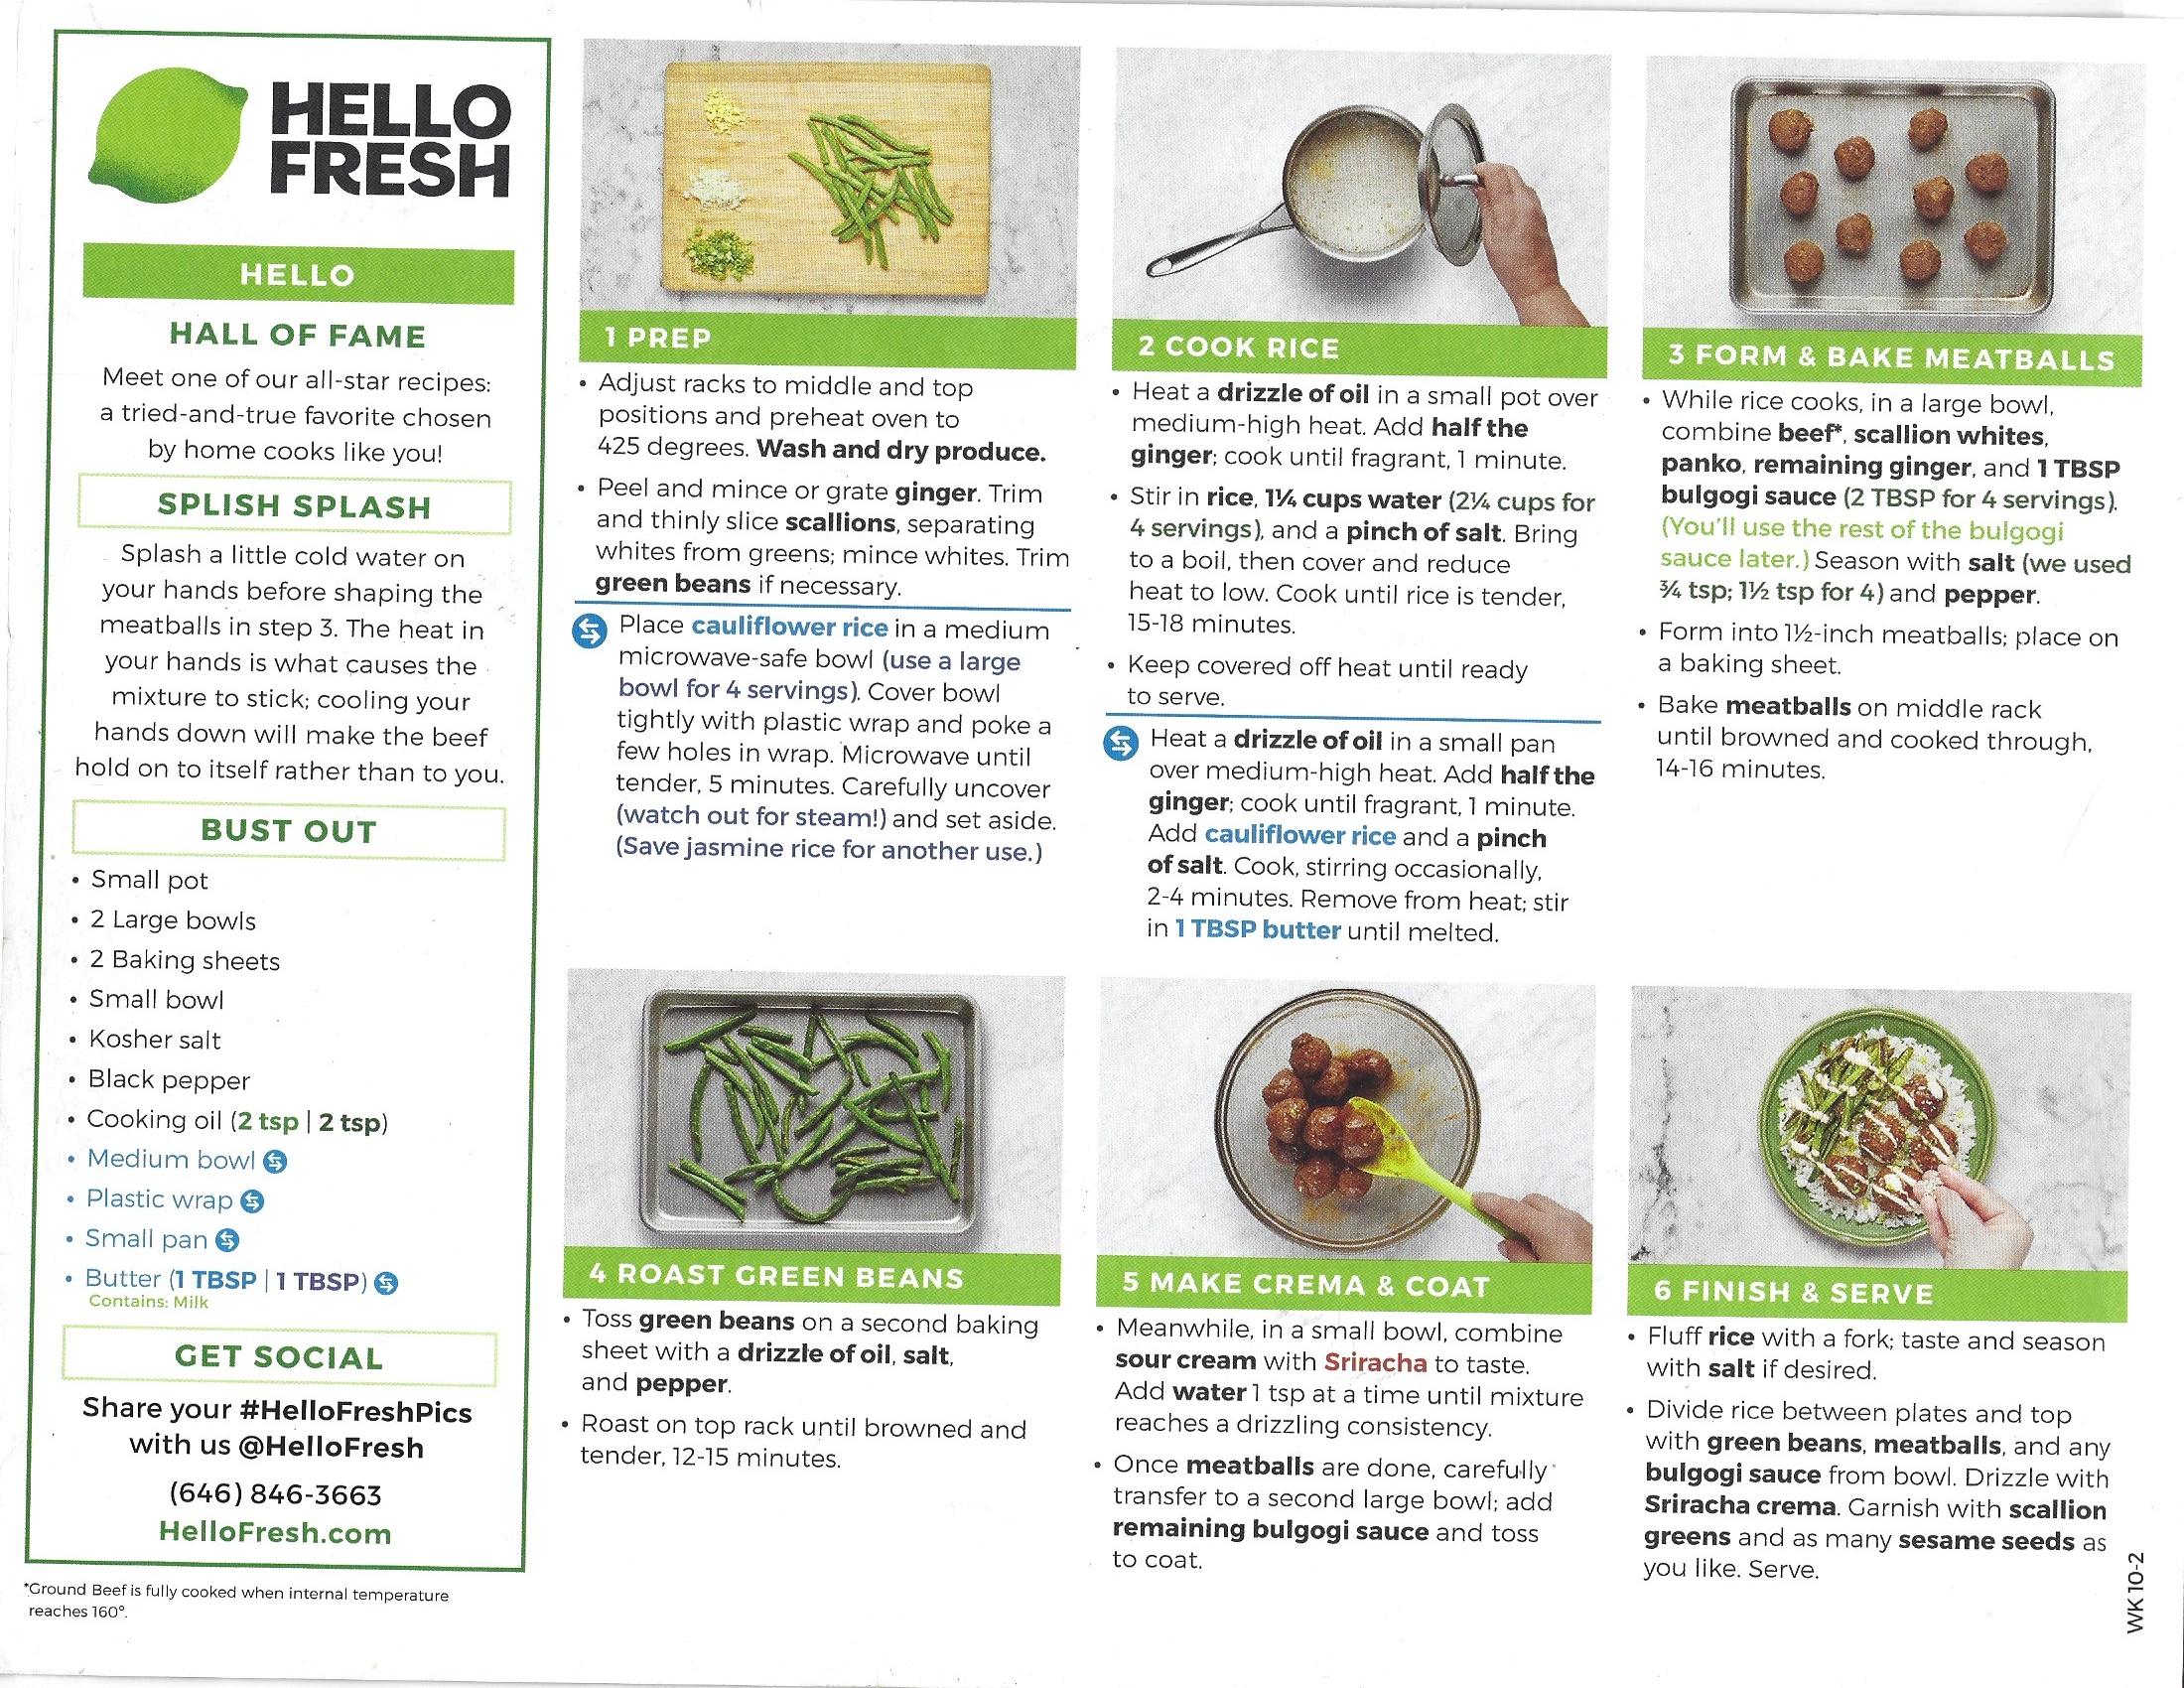 HELLO
FRESH
HELLO
HALL OF FAME
Meet one of our all-star recipes:
a tried-and-true favorite chosen
by home cooks like you!
SPLISH SPLASH
Splash a little cold water on
your hands before shaping the
meatballs in step 3. The heat in
your hands is what causes the
mixture to stick; cooling your
hands down will make the beef
hold on to itself rather than to you.
BUST OUT
• Small pot
• 2 Large bowls
• 2 Baking sheets
• Small bowl
• Kosher salt
• Black pepper
• Cooking oil (2 tsp | 2 tsp)
• Medium bowl
• Plastic wrap
• Small pan
• Butter (1 TBSP | 1 TBSP)
Contains: Milk
GET SOCIAL
Share your #HelloFreshPics
with us @HelloFresh
(646) 846-3663
HelloFresh.com
*Ground Beef is fully cooked when internal temperature
reaches 160°.
1 PREP
• Adjust racks to middle and top
positions and preheat oven to
425 degrees. Wash and dry produce.
• Peel and mince or grate ginger. Trim
and thinly slice scallions, separating
whites from greens; mince whites. Trim
green beans if necessary.
Place cauliflower rice in a medium
microwave-safe bowl (use a large
bowl for 4 servings). Cover bowl
tightly with plastic wrap and poke a
few holes in wrap. Microwave until
tender, 5 minutes. Carefully uncover
(watch out for steam!) and set aside.
(Save jasmine rice for another use.)
2 COOK RICE
• Heat a drizzle of oil in a small pot over
medium-high heat. Add half the
ginger; cook until fragrant, 1 minute.
• Stir in rice, 1¼ cups water (2¼ cups for
4 servings), and a pinch of salt. Bring
to a boil, then cover and reduce
heat to low. Cook until rice is tender,
15-18 minutes.
• Keep covered off heat until ready
to serve.
Heat a drizzle of oil in a small pan
over medium-high heat. Add half the
ginger; cook until fragrant, 1 minute.
Add cauliflower rice and a pinch
of salt. Cook, stirring occasionally,
2-4 minutes. Remove from heat; stir
in 1 TBSP butter until melted.
3 FORM & BAKE MEATBALLS
• While rice cooks, in a large bowl,
combine beef*, scallion whites,
panko, remaining ginger, and 1 TBSP
bulgogi sauce (2 TBSP for 4 servings).
(You'll use the rest of the bulgogi
sauce later.) Season with salt (we used
¾ tsp; 1½ tsp for 4) and pepper.
• Form into 1½-inch meatballs; place on
a baking sheet.
• Bake meatballs on middle rack
until browned and cooked through,
14-16 minutes.
4 ROAST GREEN BEANS
• Toss green beans on a second baking
sheet with a drizzle of oil, salt,
and pepper.
• Roast on top rack until browned and
tender, 12-15 minutes.
5 MAKE CREMA & COAT
• Meanwhile, in a small bowl, combine
sour cream with Sriracha to taste.
Add water 1 tsp at a time until mixture
reaches a drizzling consistency.
• Once meatballs are done, carefully
transfer to a second large bowl; add
remaining bulgogi sauce and toss
to coat.
6 FINISH & SERVE
• Fluff rice with a fork; taste and season
with salt if desired.
• Divide rice between plates and top
with green beans, meatballs, and any
bulgogi sauce from bowl. Drizzle with
Sriracha crema. Garnish with scallion
greens and as many sesame seeds as
you like. Serve.
WK 10-2